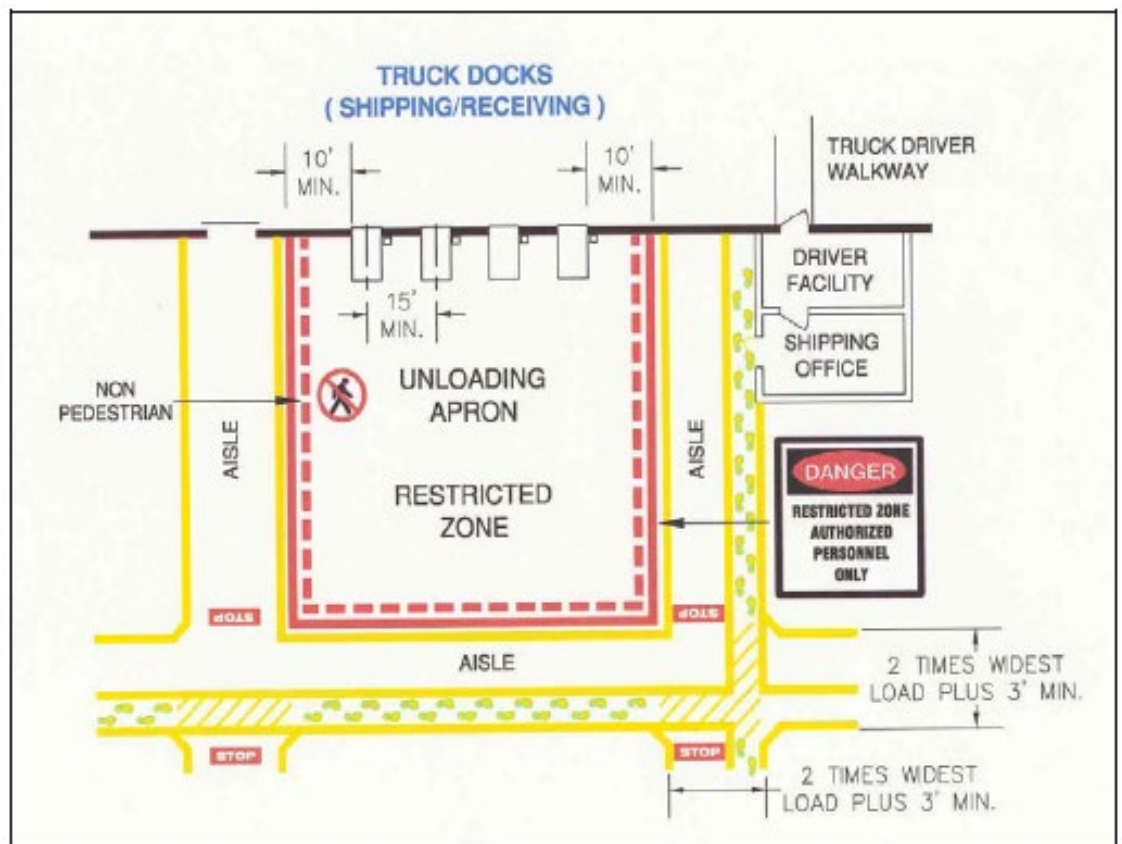 TRUCK DOCKS
( SHIPPING/RECEIVING )
10'
MIN.
10'
MIN.
TRUCK DRIVER
WALKWAY
DRIVER
FACILITY
15'
MIN.
SHIPPING
OFFICE
NON
PEDESTRIAN
UNLOADING
APRON
AISLE
AISLE
RESTRICTED
ZONE
DANGER
RESTRICTED ZONE
AUTHORIZED
PERSONNEL
ONLY
STOP
STOP
AISLE
2 TIMES WIDEST
LOAD PLUS 3' MIN.
STOP
STOP
2 TIMES WIDEST
LOAD PLUS 3' MIN.